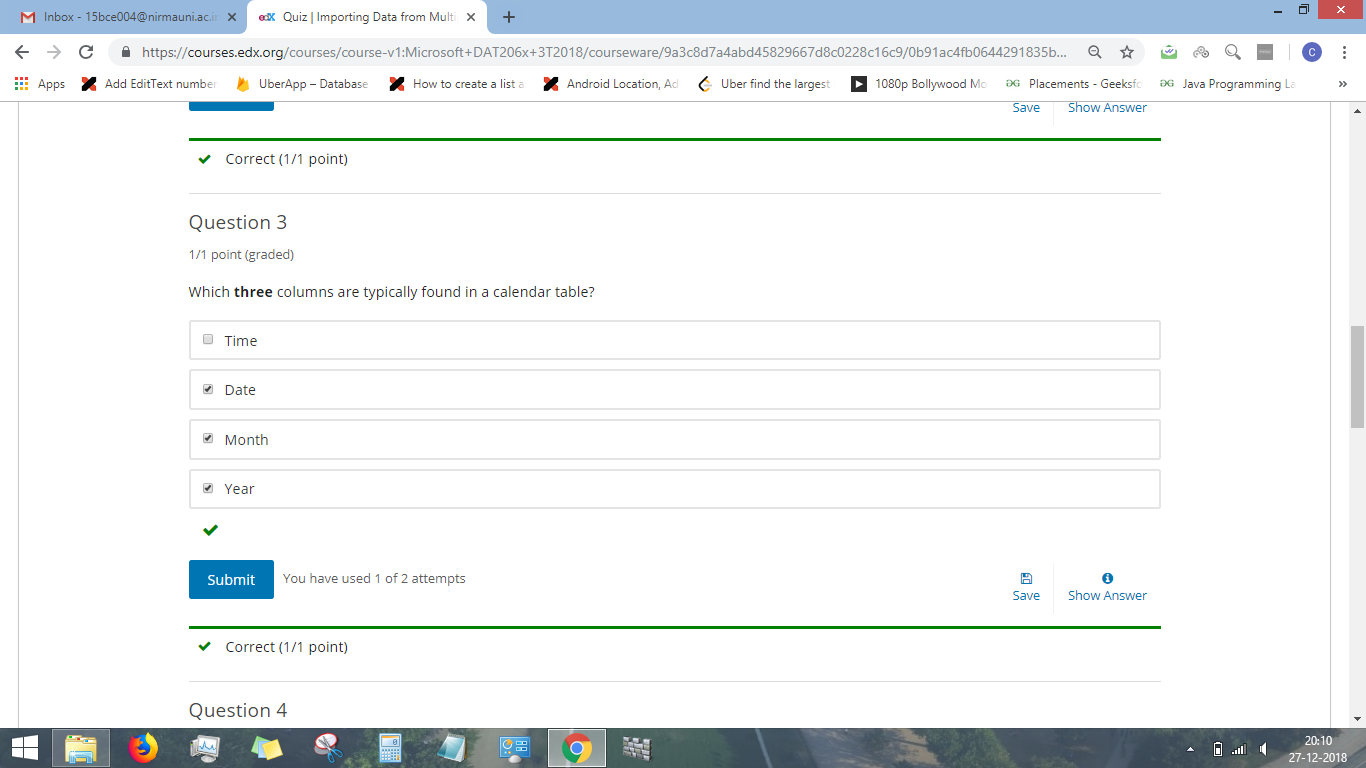 Inbox - 15bce004@nirmauni.ac.i
edX Quiz | Importing Data from Multi
https://courses.edx.org/courses/course-v1:Microsoft+DAT206x+3T2018/courseware/9a3c8d7a4abd45829667d8c0228c16c9/0b91ac4fb0644291835b...
C
Apps Add EditText number UberApp – Database How to create a list a Android Location, Ad Uber find the largest 1080p Bollywood Mo Placements - Geeksfo Java Programming La »
Save Show Answer
Correct (1/1 point)
Question 3
1/1 point (graded)
Which three columns are typically found in a calendar table?
Time
Date
Month
Year
Submit You have used 1 of 2 attempts
Save Show Answer
Correct (1/1 point)
Question 4
20:10
27-12-2018